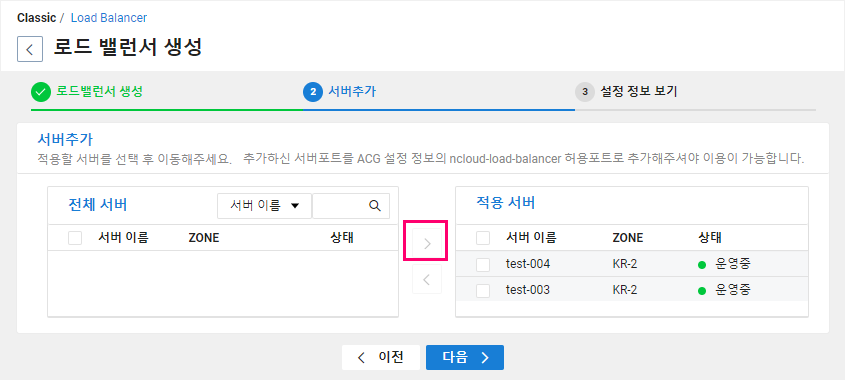 Classic / Load Balancer
로드 밸런서 생성
로드밸런서 생성
2 서버추가
3 설정 정보 보기
서버추가
적용할 서버를 선택 후 이동해주세요. 추가하신 서버포트를 ACG 설정 정보의 ncloud-load-balancer 허용포트로 추가해주셔야 이용이 가능합니다.
전체 서버
서버 이름
서버 이름 ZONE 상태
적용 서버
서버 이름 ZONE 상태
test-004 KR-2 운영중
test-003 KR-2 운영중
이전
다음